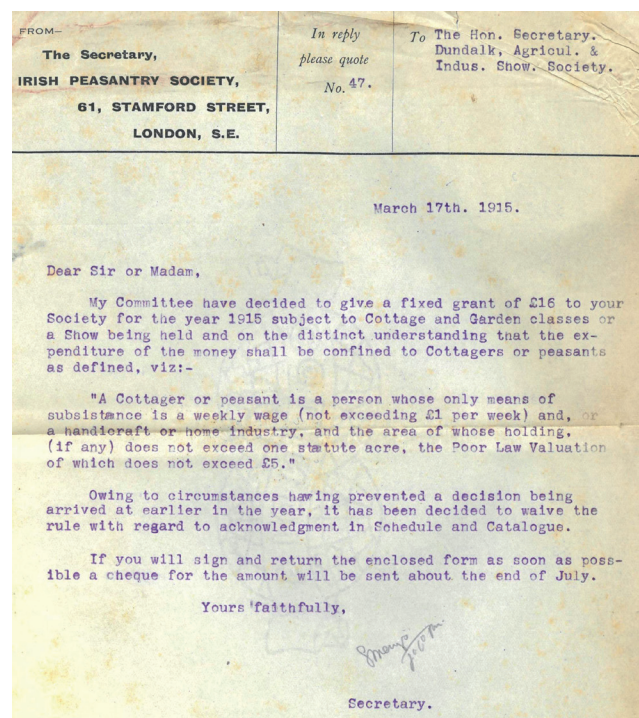 FROM—
The Secretary,
IRISH PEASANTRY SOCIETY,
61, STAMFORD STREET,
LONDON, S.E.
In reply
please quote
No. 47.
To The Hon. Secretary.
Dundalk, Agricul. &
Indus. Show. Society.
March 17th. 1915.
Dear Sir or Madam,
My Committee have decided to give a fixed grant of £16 to your
Society for the year 1915 subject to Cottage and Garden classes or
a Show being held and on the distinct understanding that the ex-
penditure of the money shall be confined to Cottagers or peasants
as defined, viz:-
"A Cottager or peasant is a person whose only means of
subsistance is a weekly wage (not exceeding £1 per week) and, or
a handicraft or home industry, and the area of whose holding,
(if any) does not exceed one statute acre, the Poor Law Valuation
of which does not exceed £5."
Owing to circumstances having prevented a decision being
arrived at earlier in the year, it has been decided to waive the
rule with regard to acknowledgment in Schedule and Catalogue.
If you will sign and return the enclosed form as soon as poss-
ible a cheque for the amount will be sent about the end of July.
Yours faithfully,
Secretary.